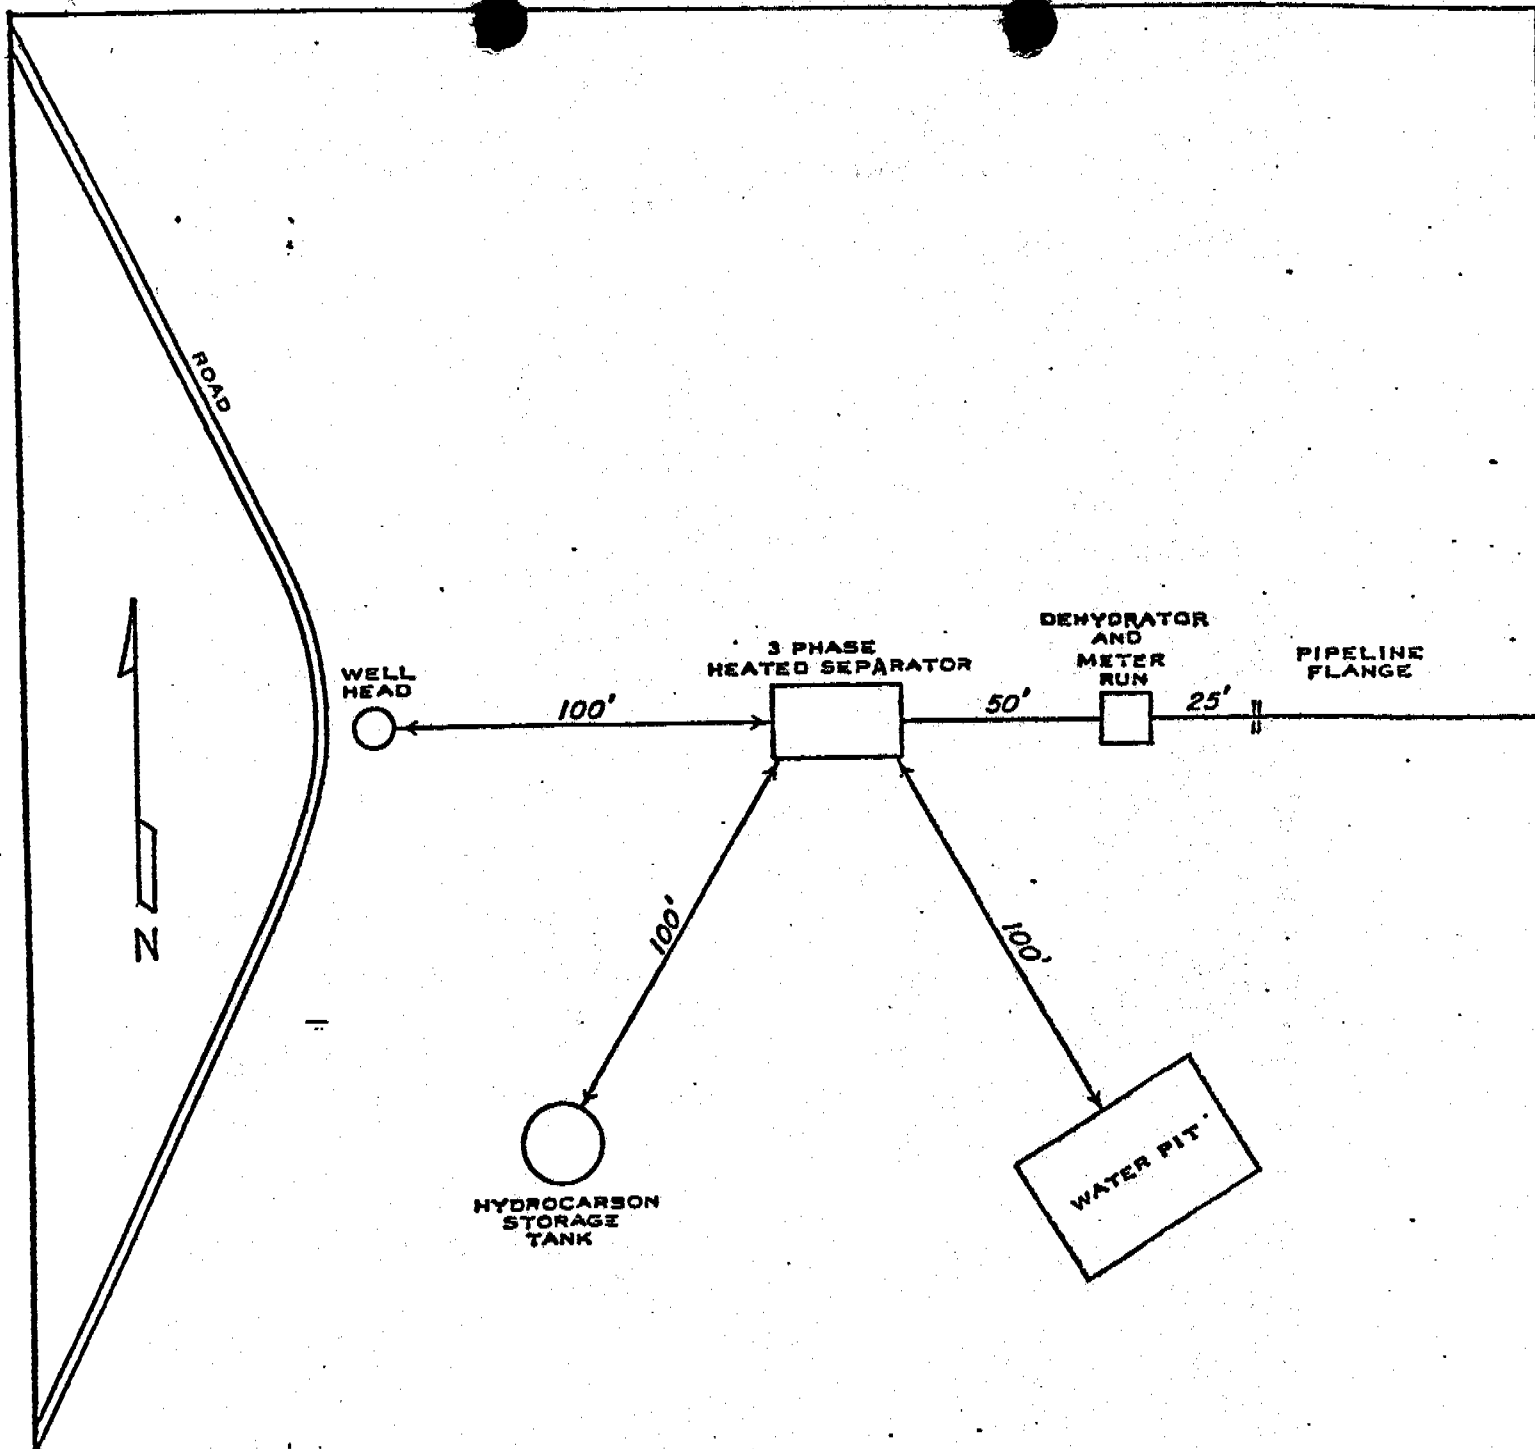 ROAD
WELL
HEAD
100'
3 PHASE
HEATED SEPARATOR
50'
DEHYDRATOR
AND
METER
RUN
25'
PIPELINE
FLANGE
N
100'
100'
HYDROCARSON
STORAGE
TANK
WATER PIT